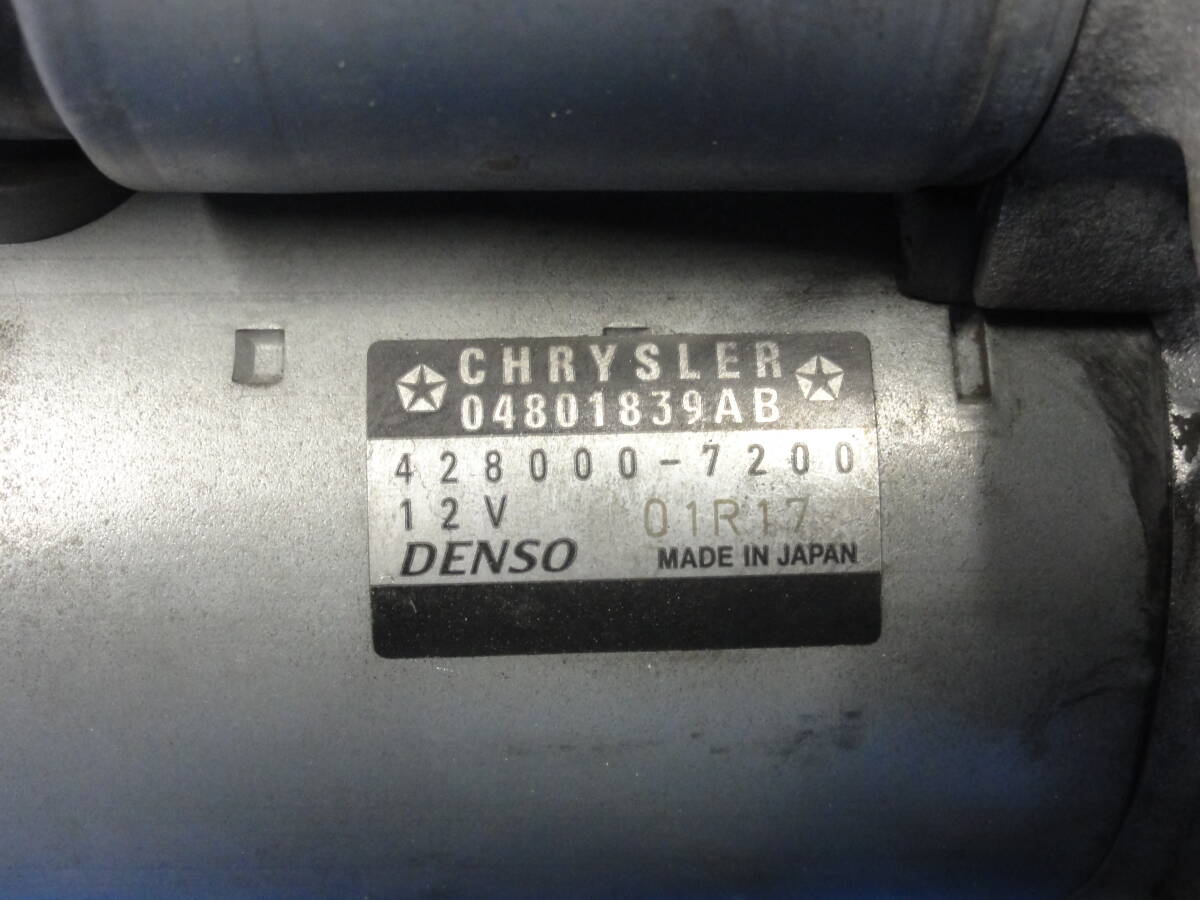 CHRYSLER
04801839AB
428000-7200
12V 01R17
DENSO MADE IN JAPAN